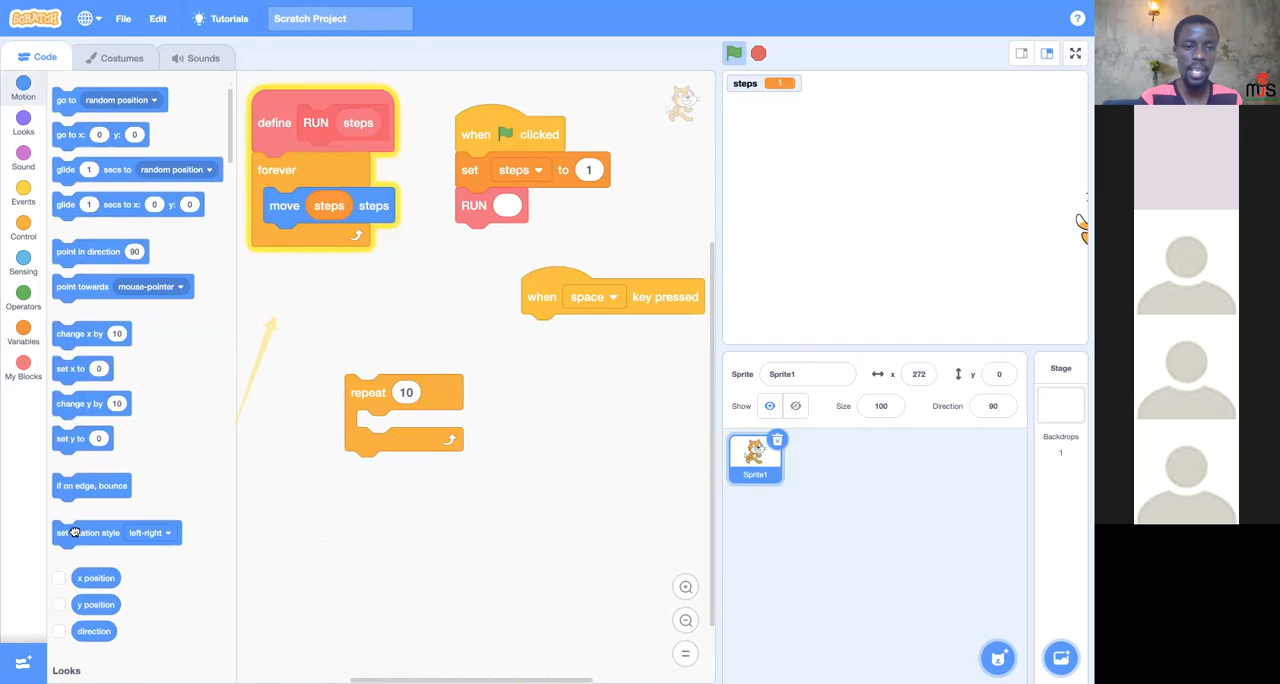 SCRATCH File Edit Tutorials Scratch Project ?
Code Costumes Sounds
Motion
Looks
Sound
Events
Control
Sensing
Operators
Variables
My Blocks
go to random position
go to x: 0 y: 0
glide 1 secs to random position
glide 1 secs to x: 0 y: 0
point in direction 90
point towards mouse-pointer
change x by 10
set x to 0
change y by 10
set y to 0
If on edge, bounce
set rotation style left-right
x position
y position
direction
Looks
define RUN steps
forever
move steps steps
when clicked
set steps to 1
RUN
when space key pressed
repeat 10
steps 1
Sprite Sprite1 x 272 y 0
Show Size 100 Direction 90
Sprite1
Stage
Backdrops
1